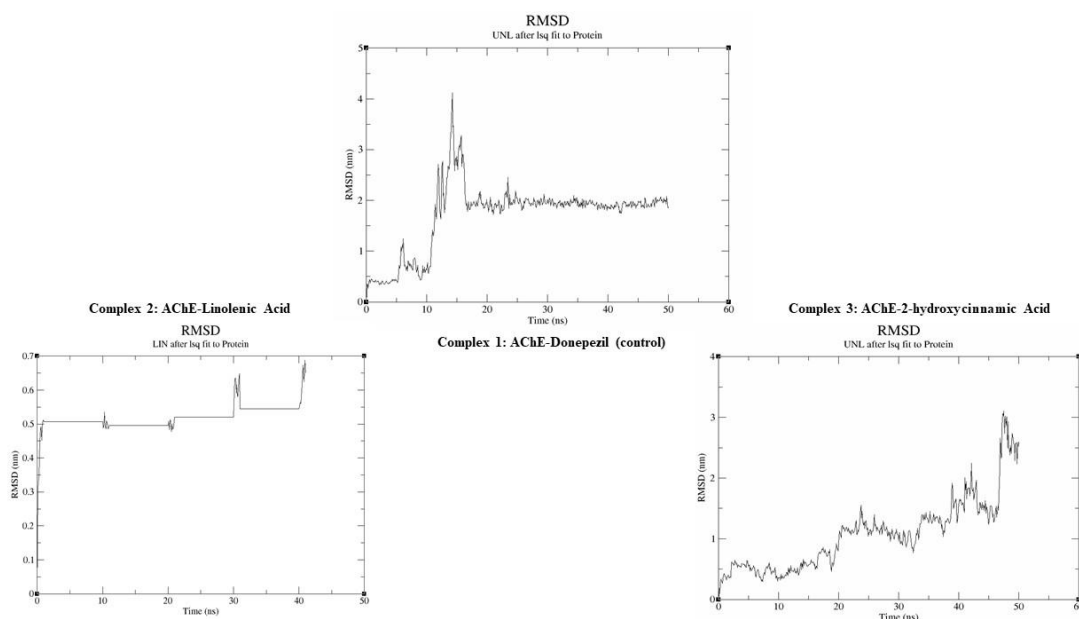 RMSD
UNL after lsq fit to Protein
5
4
3
2
1
0
RMSD (nm)
0 10 20 30 40 50 60
Time (ns)
Complex 1: AChE-Donepezil (control)
Complex 2: AChE-Linolenic Acid
RMSD
LIN after lsq fit to Protein
0.7
0.6
0.5
0.4
0.3
0.2
0.1
0
RMSD (nm)
0 10 20 30 40 50
Time (ns)
Complex 3: AChE-2-hydroxycinnamic Acid
RMSD
UNL after lsq fit to Protein
4
3
2
1
0
RMSD (nm)
0 10 20 30 40 50 60
Time (ns)